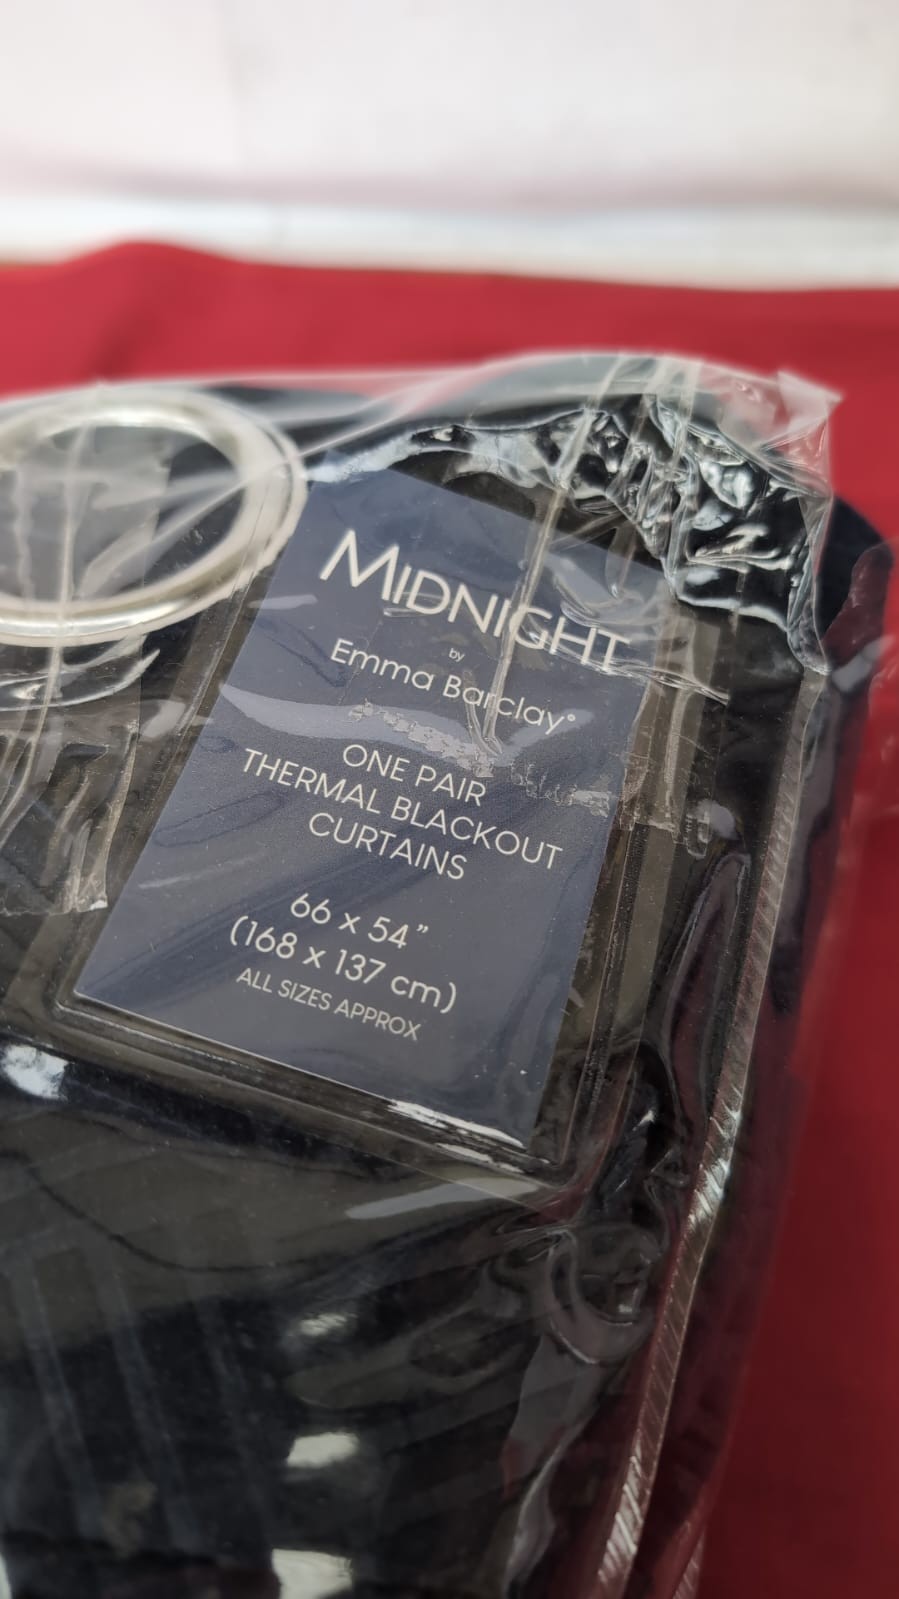 MIDNIGHT
by
Emma Barclay®
ONE PAIR
THERMAL BLACKOUT
CURTAINS
66 x 54”
(168 x 137 cm)
ALL SIZES APPROX